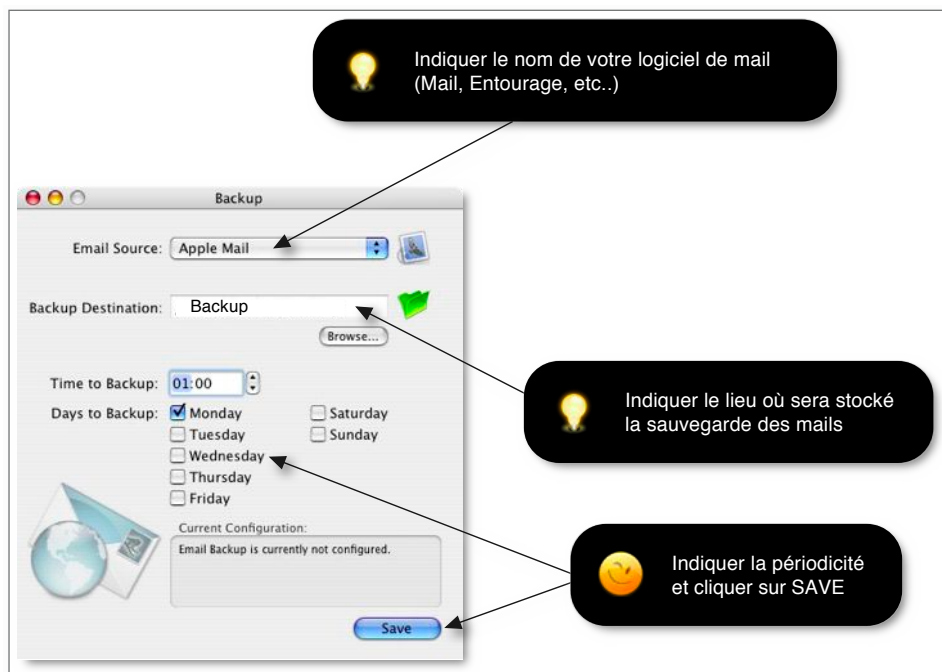 Indiquer le nom de votre logiciel de mail
(Mail, Entourage, etc..)
Backup
Email Source: Apple Mail
Backup Destination: Backup
Browse...
Time to Backup: 01:00
Days to Backup: Monday Saturday
Tuesday Sunday
Wednesday
Thursday
Friday
Current Configuration:
Email Backup is currently not configured.
Save
Indiquer le lieu où sera stocké
la sauvegarde des mails
Indiquer la périodicité
et cliquer sur SAVE